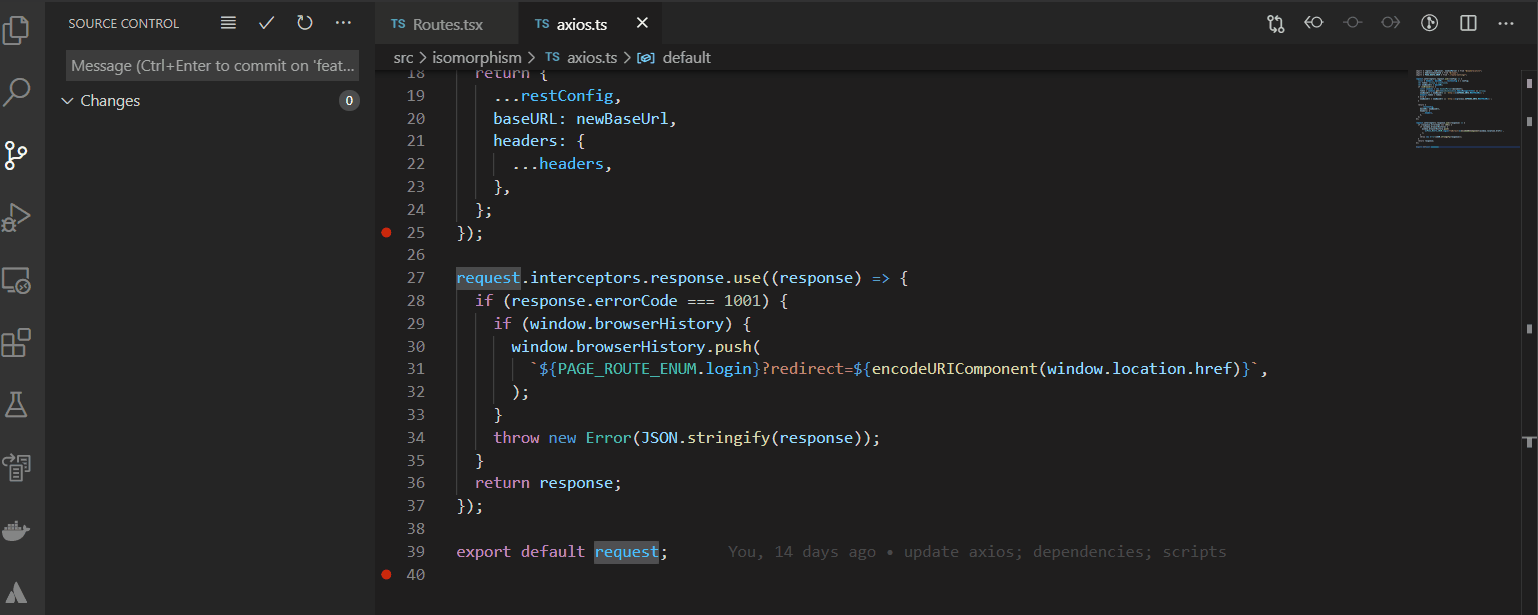 SOURCE CONTROL
Message (Ctrl+Enter to commit on 'feat...
Changes 0
TS Routes.tsx TS axios.ts
src > isomorphism > TS axios.ts > default
18 return {
19 ...restConfig,
20 baseURL: newBaseUrl,
21 headers: {
22 ...headers,
23 },
24 };
25 });
26
27 request.interceptors.response.use((response) => {
28 if (response.errorCode === 1001) {
29 if (window.browserHistory) {
30 window.browserHistory.push(
31 `${PAGE_ROUTE_ENUM.login}?redirect=${encodeURIComponent(window.location.href)}`,
32 );
33 }
34 throw new Error(JSON.stringify(response));
35 }
36 return response;
37 });
38
39 export default request; You, 14 days ago • update axios; dependencies; scripts
40